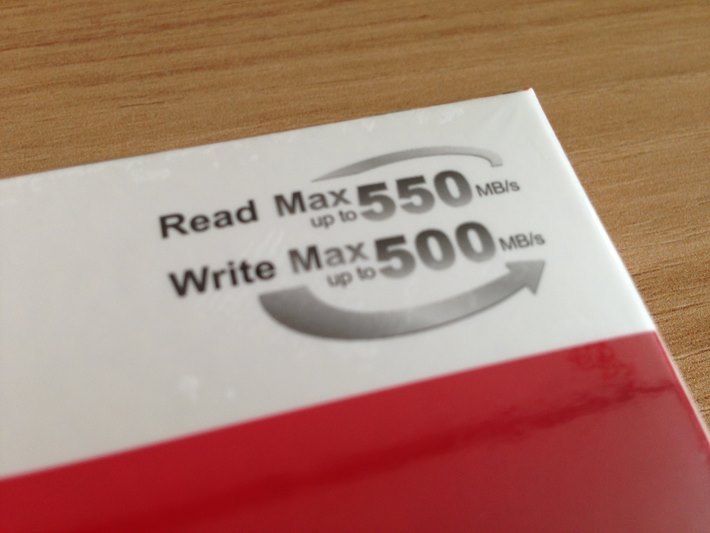 Read Max up to 550 MB/s
Write Max up to 500 MB/s